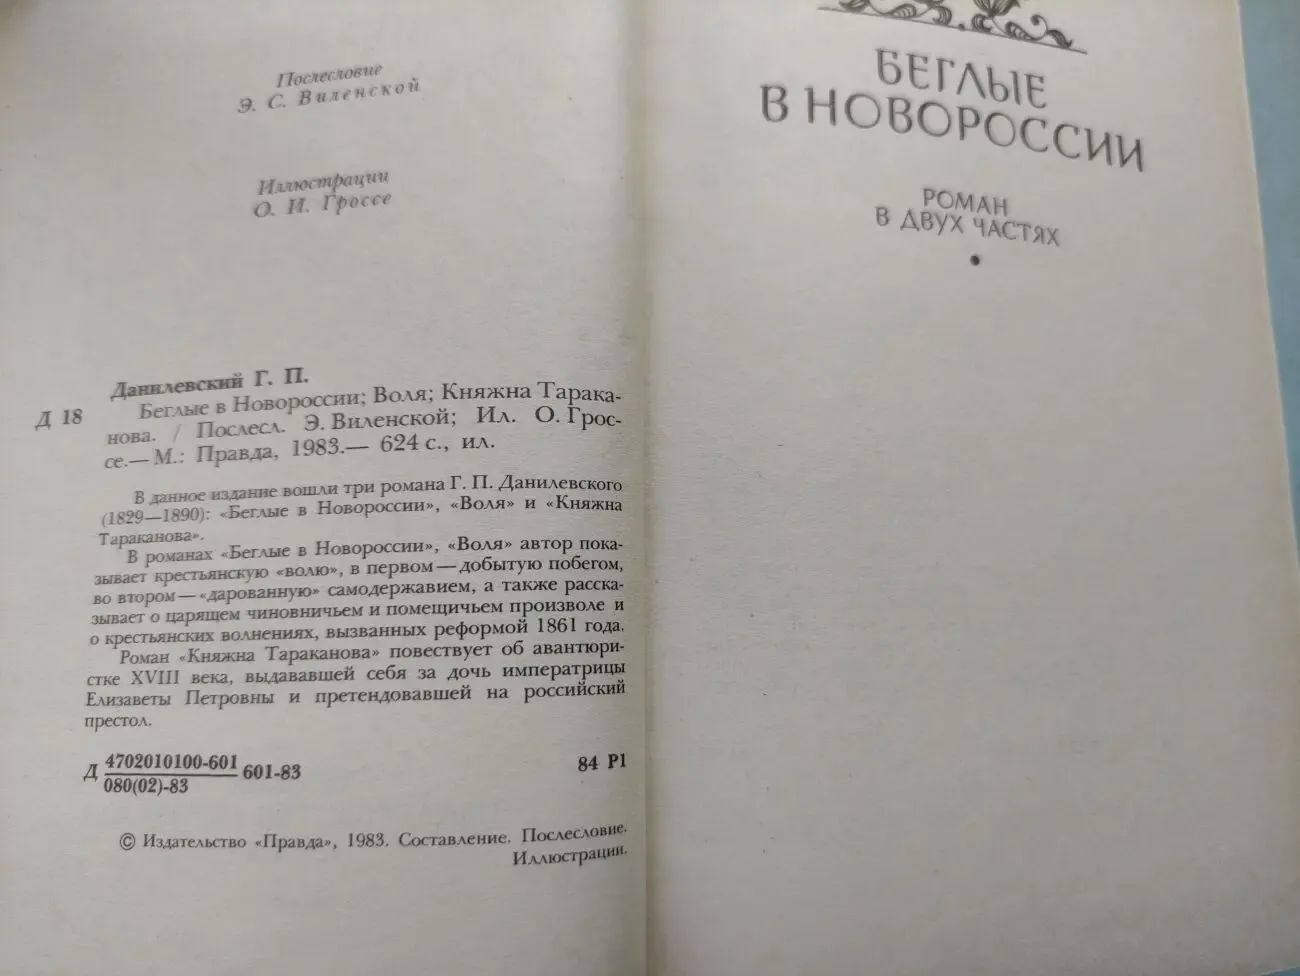 Послесловие
Э. С. Виленской
Иллюстрации
О. И. Гроссе
Данилевский Г. П.
Д 18
Беглые в Новороссии; Воля; Княжна Тарака-
нова. / Послесл. Э. Виленской; Ил. О. Грос-
се.— М.: Правда, 1983.— 624 с., ил.
В данное издание вошли три романа Г. П. Данилевского
(1829—1890): «Беглые в Новороссии», «Воля» и «Княжна
Тараканова».
В романах «Беглые в Новороссии», «Воля» автор пока-
зывает крестьянскую «волю», в первом — добытую побегом,
во втором — «дарованную» самодержавием, а также расска-
зывает о царящем чиновничьем и помещичьем произволе и
о крестьянских волнениях, вызванных реформой 1861 года.
Роман «Княжна Тараканова» повествует об авантюри-
стке XVIII века, выдававшей себя за дочь императрицы
Елизаветы Петровны и претендовавшей на российский
престол.
Д 4702010100-601
080(02)-83
601-83
84 Р1
© Издательство «Правда», 1983. Составление. Послесловие.
Иллюстрации.
БЕГЛЫЕ
В НОВОРОССИИ
РОМАН
В ДВУХ ЧАСТЯХ